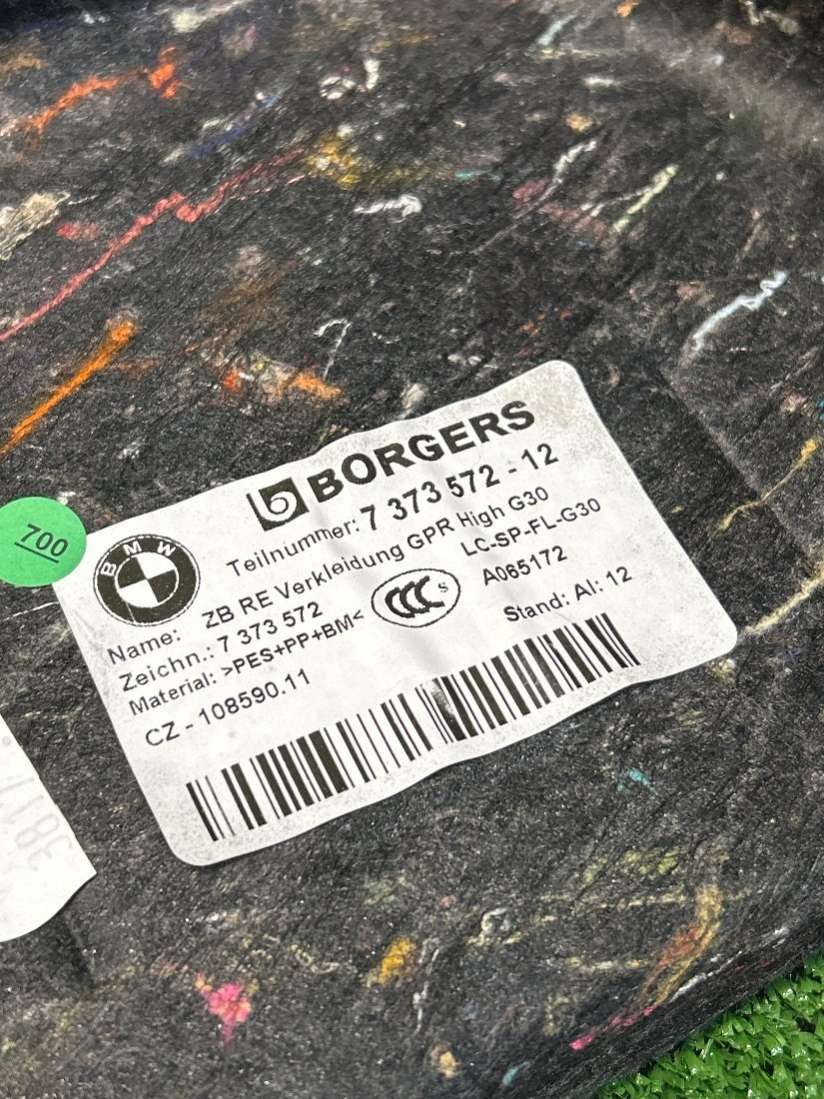 BORGERS
Teilnummer: 7 373 572 - 12
BMW
Name: ZB RE Verkleidung GPR High G30
Zeichn.: 7 373 572
LC-SP-FL-G30
Material: >PES+PP+BM<
CCC S
A065172
CZ - 108590.11
Stand: AI: 12
700